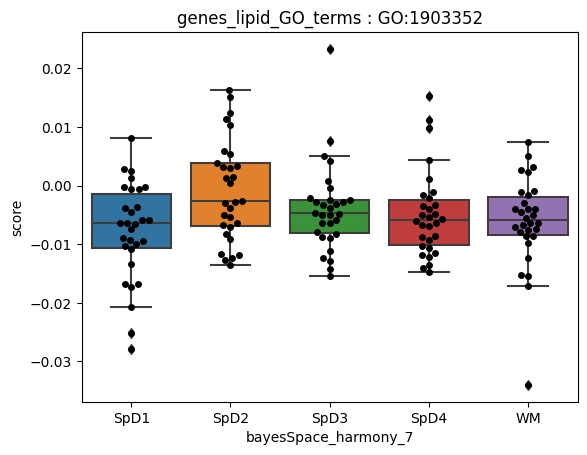 genes_lipid_GO_terms : GO:1903352
0.02
0.01
0.00
−0.01
−0.02
−0.03
score
SpD1 SpD2 SpD3 SpD4 WM
bayesSpace_harmony_7